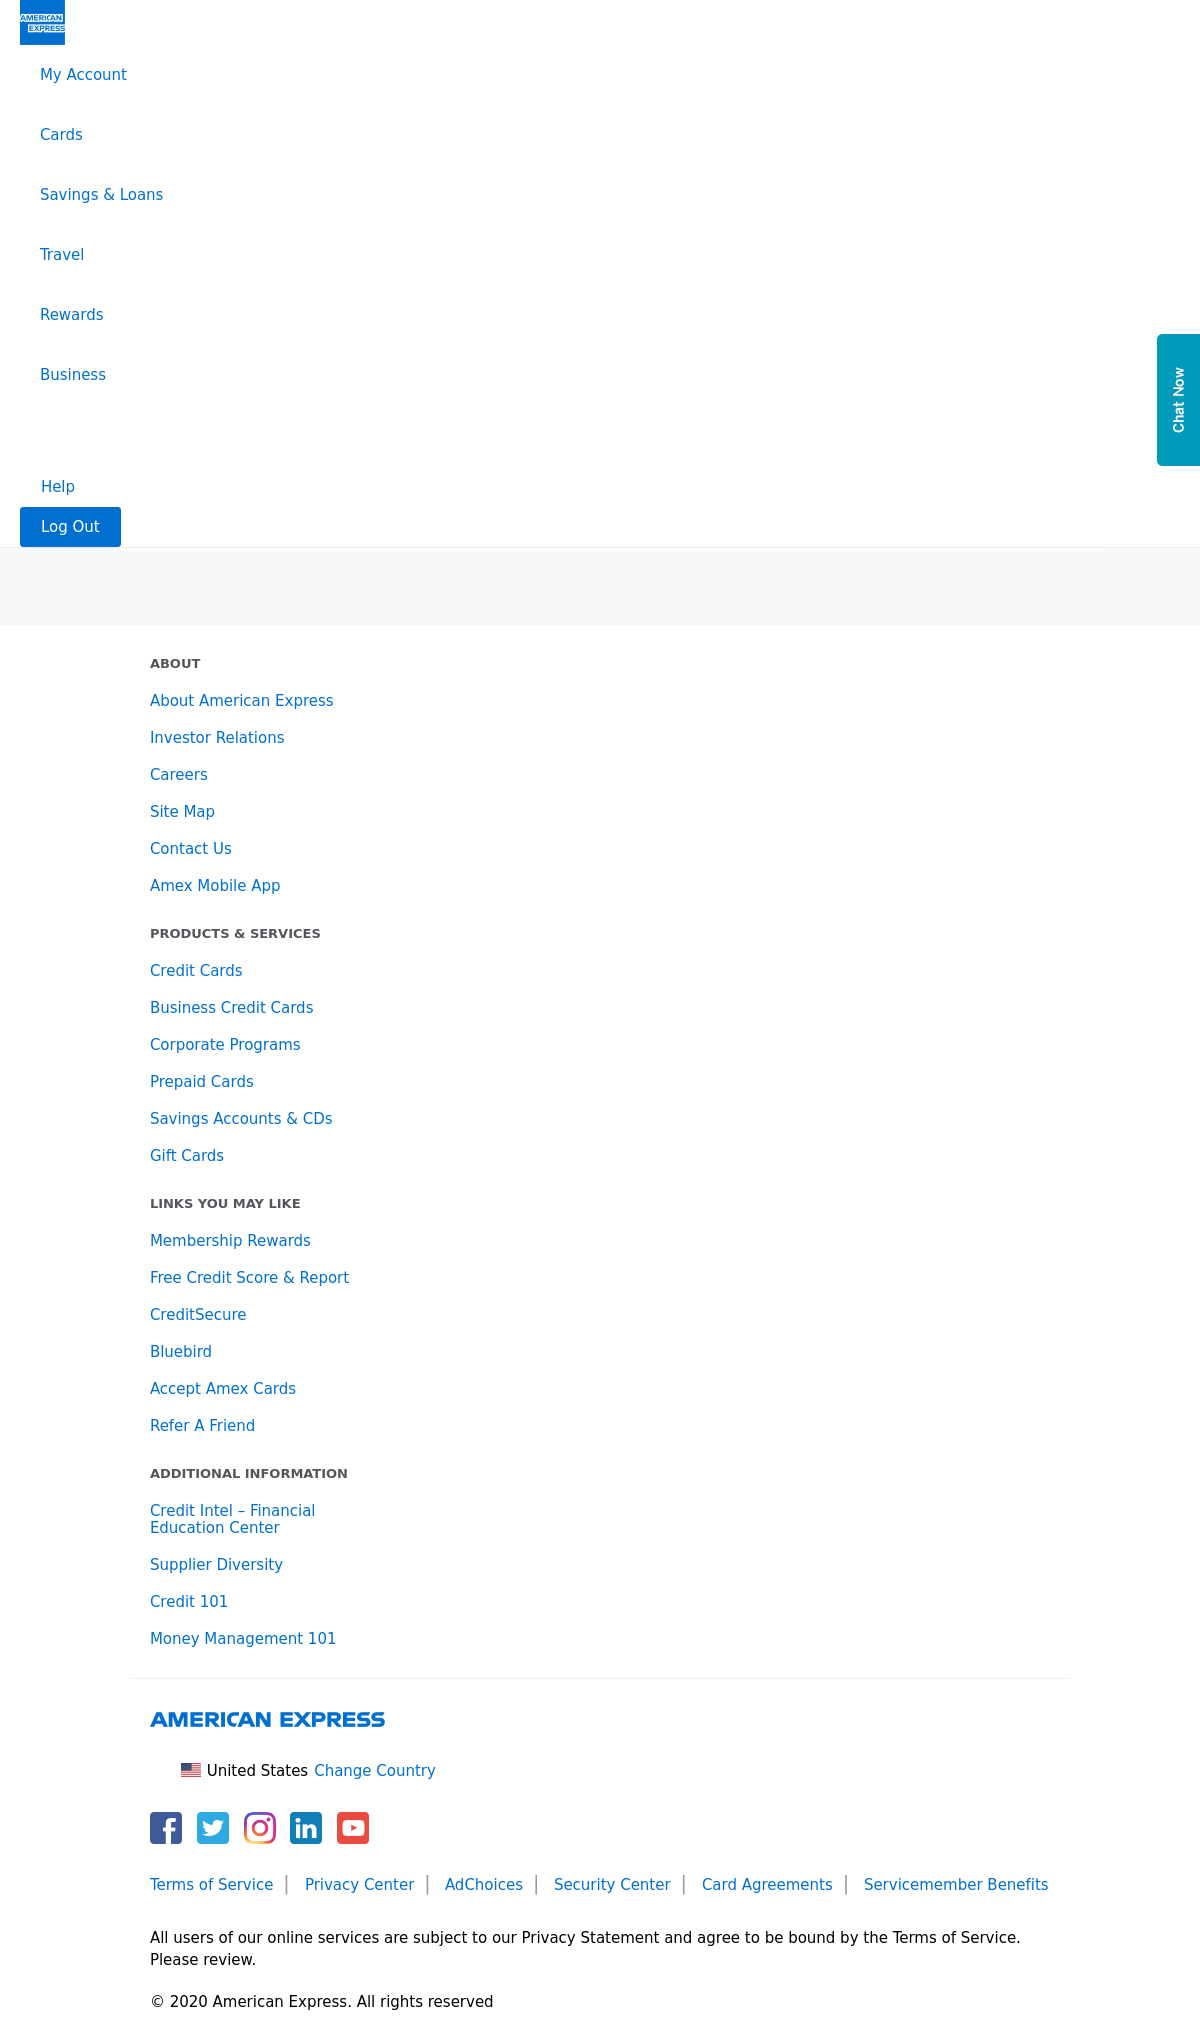 AMERICAN
EXPRESS
My Account
Cards
Savings & Loans
Travel
Rewards
Business
Chat Now
Help
Log Out
ABOUT
About American Express
Investor Relations
Careers
Site Map
Contact Us
Amex Mobile App
PRODUCTS & SERVICES
Credit Cards
Business Credit Cards
Corporate Programs
Prepaid Cards
Savings Accounts & CDs
Gift Cards
LINKS YOU MAY LIKE
Membership Rewards
Free Credit Score & Report
CreditSecure
Bluebird
Accept Amex Cards
Refer A Friend
ADDITIONAL INFORMATION
Credit Intel – Financial
Education Center
Supplier Diversity
Credit 101
Money Management 101
AMERICAN EXPRESS
United States Change Country
Terms of Service | Privacy Center | AdChoices | Security Center | Card Agreements | Servicemember Benefits
All users of our online services are subject to our Privacy Statement and agree to be bound by the Terms of Service.
Please review.
© 2020 American Express. All rights reserved